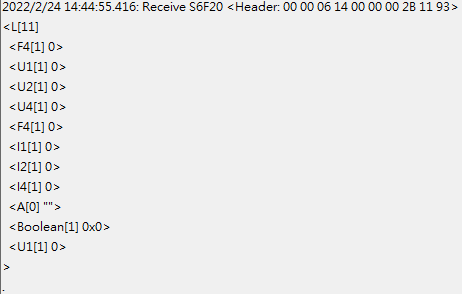 2022/2/24 14:44:55.416: Receive S6F20 <Header: 00 00 06 14 00 00 00 2B 11 93>
<L[11]
<F4[1] 0>
<U1[1] 0>
<U2[1] 0>
<U4[1] 0>
<F4[1] 0>
<I1[1] 0>
<I2[1] 0>
<I4[1] 0>
<A[0] "">
<Boolean[1] 0x0>
<U1[1] 0>
>
.